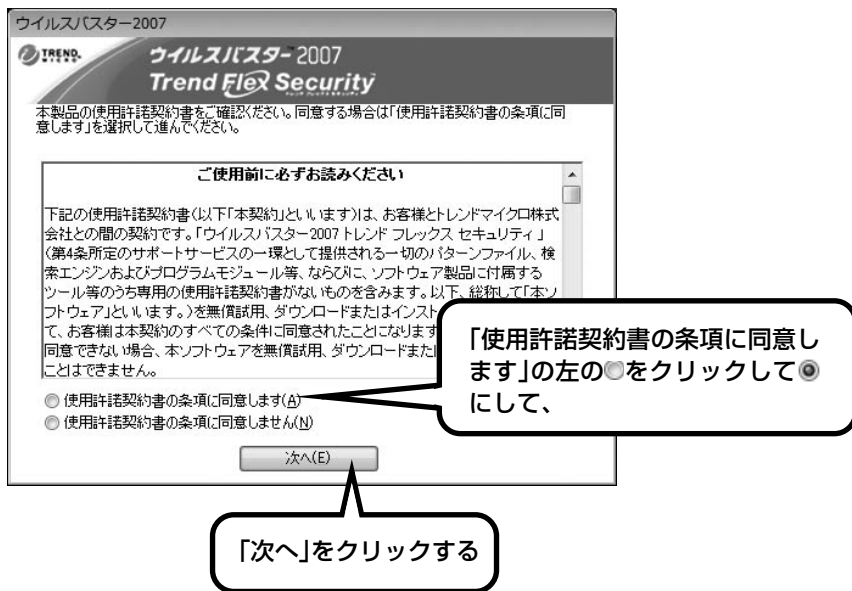 ウイルスバスター2007
TREND
MICRO
ウイルスバスター™2007
Trend Flex Security
トレンド フレックス セキュリティ
本製品の使用許諾契約書をご確認ください。同意する場合は「使用許諾契約書の条項に同
意します」を選択して進んでください。
ご使用前に必ずお読みください
下記の使用許諾契約書（以下「本契約」といいます）は、お客様とトレンドマイクロ株式
会社との間の契約です。「ウイルスバスター2007 トレンド フレックス セキュリティ」
（第4条所定のサポートサービスの一環として提供される一切のパターンファイル、検
索エンジンおよびプログラムモジュール等、ならびに、ソフトウェア製品に付属する
ツール等のうち専用の使用許諾契約書がないものを含みます。以下、総称して「本ソ
フトウェア」といいます。）を無償試用、ダウンロードまたはインスト
て、お客様は本契約のすべての条件に同意されたことになります
同意できない場合、本ソフトウェアを無償試用、ダウンロードまた
ことはできません。
使用許諾契約書の条項に同意します(A)
使用許諾契約書の条項に同意しません(N)
次へ(E)
「使用許諾契約書の条項に同意し
ます」の左の をクリックして
にして、
「次へ」をクリックする